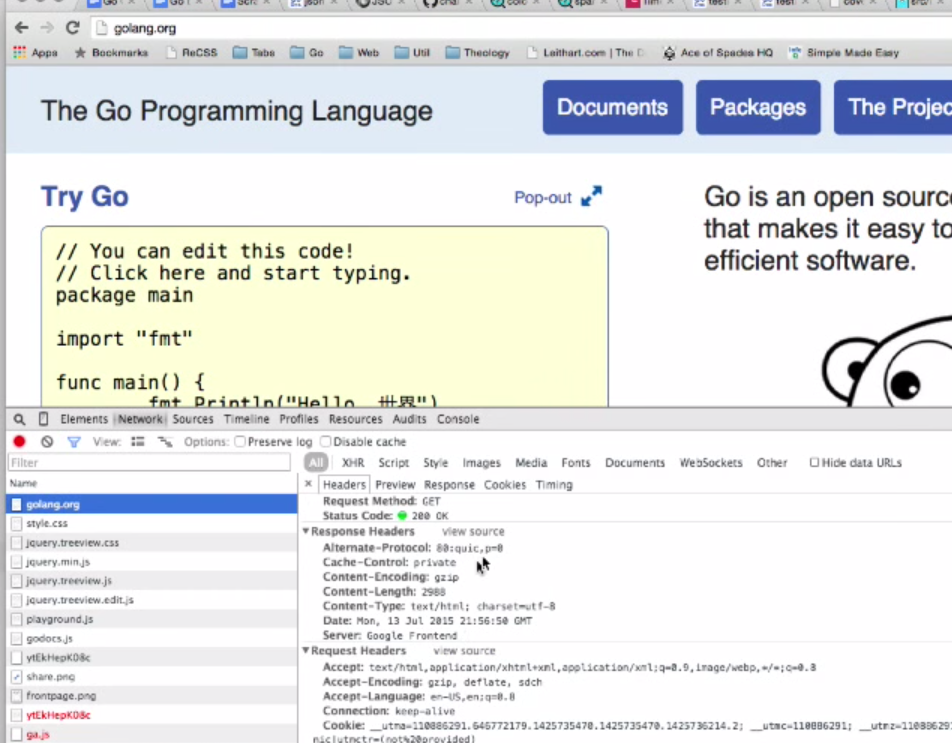 golang.org
Apps Bookmarks ReCSS Tabs Go Web Util Theology Leithart.com | The D Ace of Spades HQ Simple Made Easy
The Go Programming Language
Documents Packages The Projec
Try Go
Pop-out
Go is an open source
that makes it easy to
efficient software.
// You can edit this code!
// Click here and start typing.
package main
import "fmt"
func main() {
fmt.Println("Hello, 世界")
Elements Network Sources Timeline Profiles Resources Audits Console
View: Options: Preserve log Disable cache
Filter
All XHR Script Style Images Media Fonts Documents WebSockets Other Hide data URLs
Name
× Headers Preview Response Cookies Timing
golang.org
style.css
jquery.treeview.css
jquery.min.js
jquery.treeview.js
jquery.treeview.edit.js
playground.js
godocs.js
ytEkHepK08c
share.png
frontpage.png
ytEkHepK08c
ga.js
Request Method: GET
Status Code: 200 OK
Response Headers view source
Alternate-Protocol: 80:quic,p=0
Cache-Control: private
Content-Encoding: gzip
Content-Length: 2988
Content-Type: text/html; charset=utf-8
Date: Mon, 13 Jul 2015 21:56:50 GMT
Server: Google Frontend
Request Headers view source
Accept: text/html,application/xhtml+xml,application/xml;q=0.9,image/webp,*/*;q=0.8
Accept-Encoding: gzip, deflate, sdch
Accept-Language: en-US,en;q=0.8
Connection: keep-alive
Cookie: __utma=110886291.646772179.1425735470.1425735470.1425736214.2; __utmc=110886291; __utmz=11088629
nic|utmctr=(not%20provided)